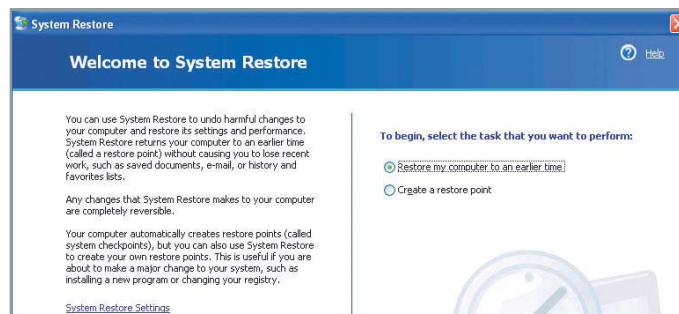 System Restore
Welcome to System Restore
Help
You can use System Restore to undo harmful changes to
your computer and restore its settings and performance.
System Restore returns your computer to an earlier time
(called a restore point) without causing you to lose recent
work, such as saved documents, e-mail, or history and
favorites lists.
Any changes that System Restore makes to your computer
are completely reversible.
Your computer automatically creates restore points (called
system checkpoints), but you can also use System Restore
to create your own restore points. This is useful if you are
about to make a major change to your system, such as
installing a new program or changing your registry.
System Restore Settings
To begin, select the task that you want to perform:
Restore my computer to an earlier time
Create a restore point